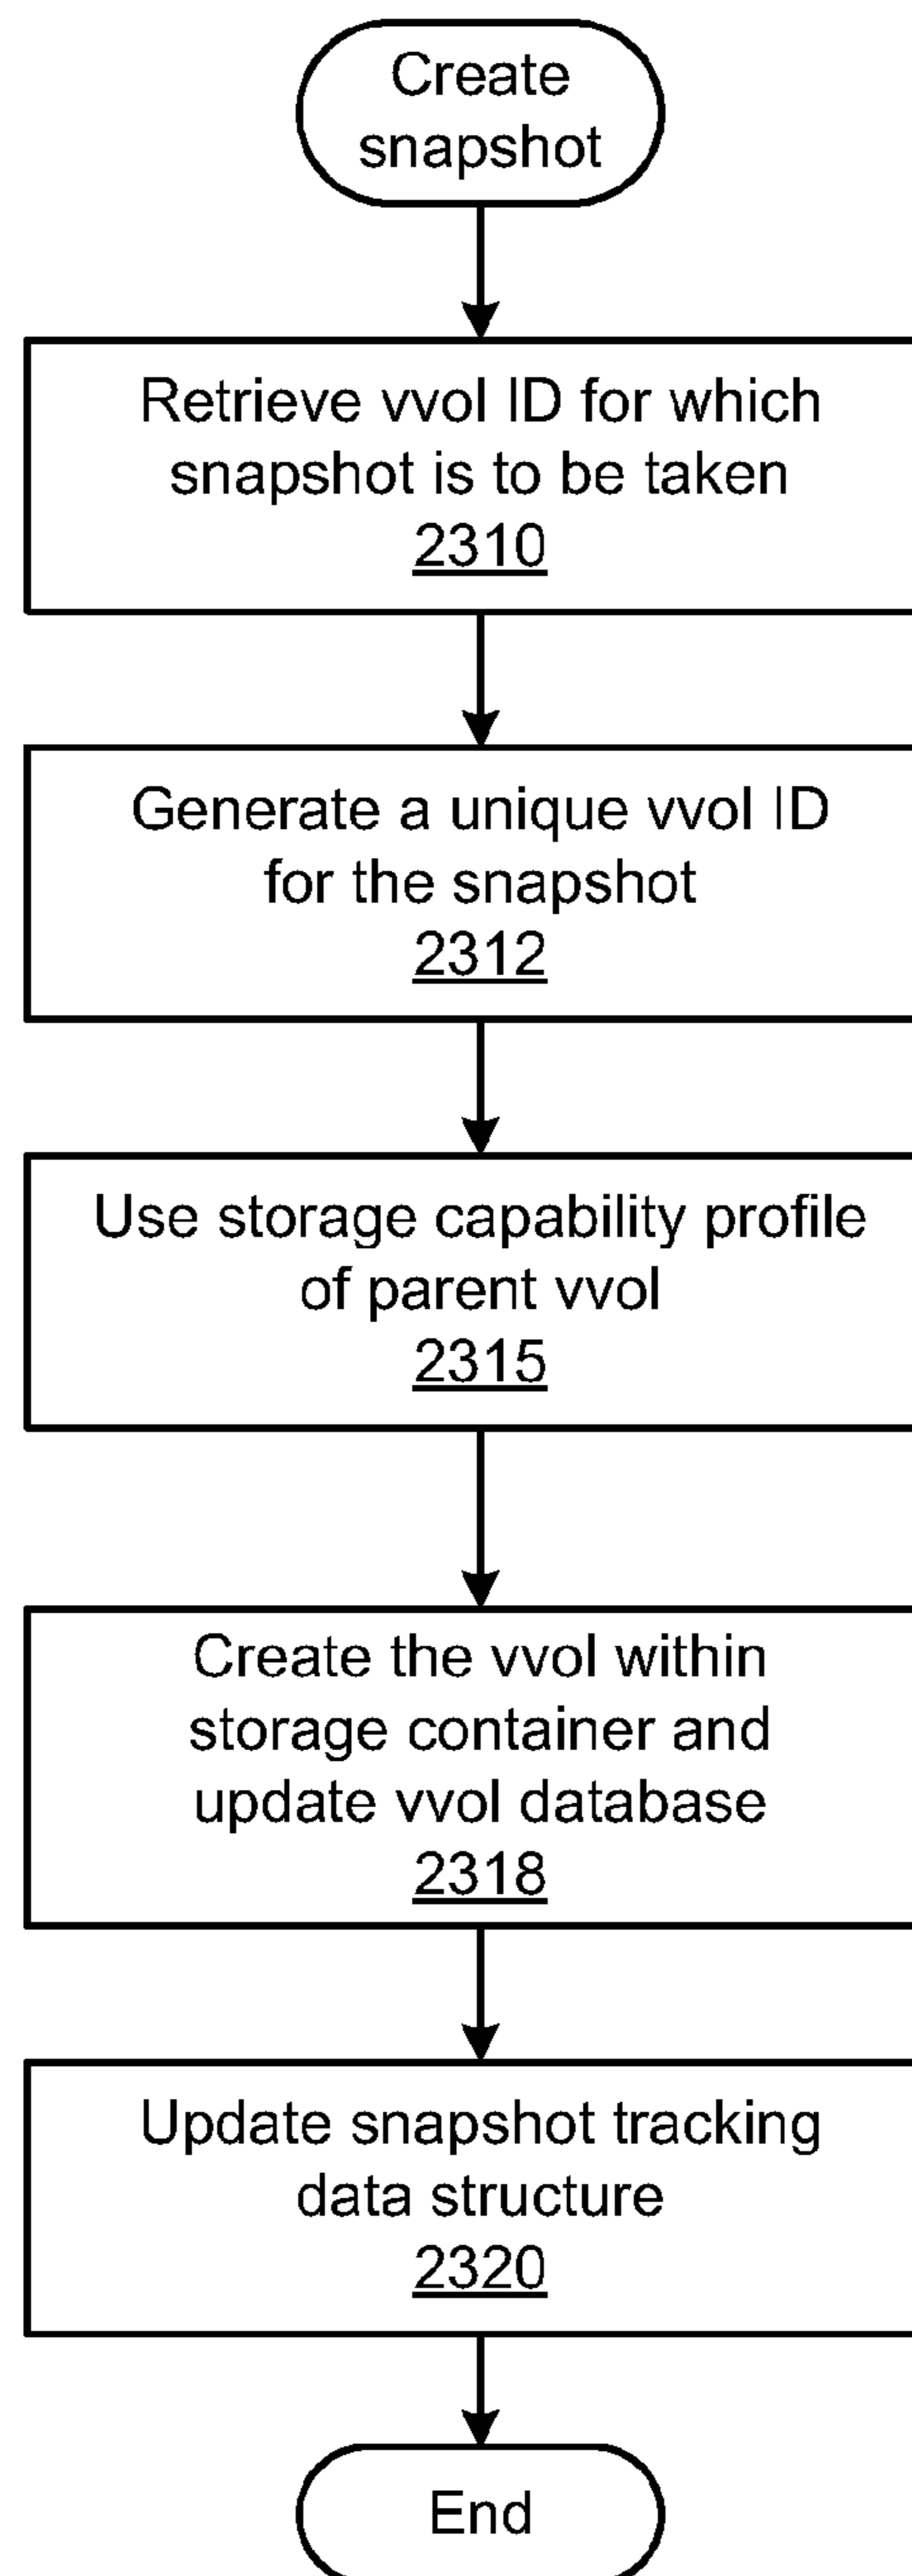 Create
snapshot
Retrieve vvol ID for which
snapshot is to be taken
2310
Generate a unique vvol ID
for the snapshot
2312
Use storage capability profile
of parent vvol
2315
Create the vvol within
storage container and
update vvol database
2318
Update snapshot tracking
data structure
2320
End